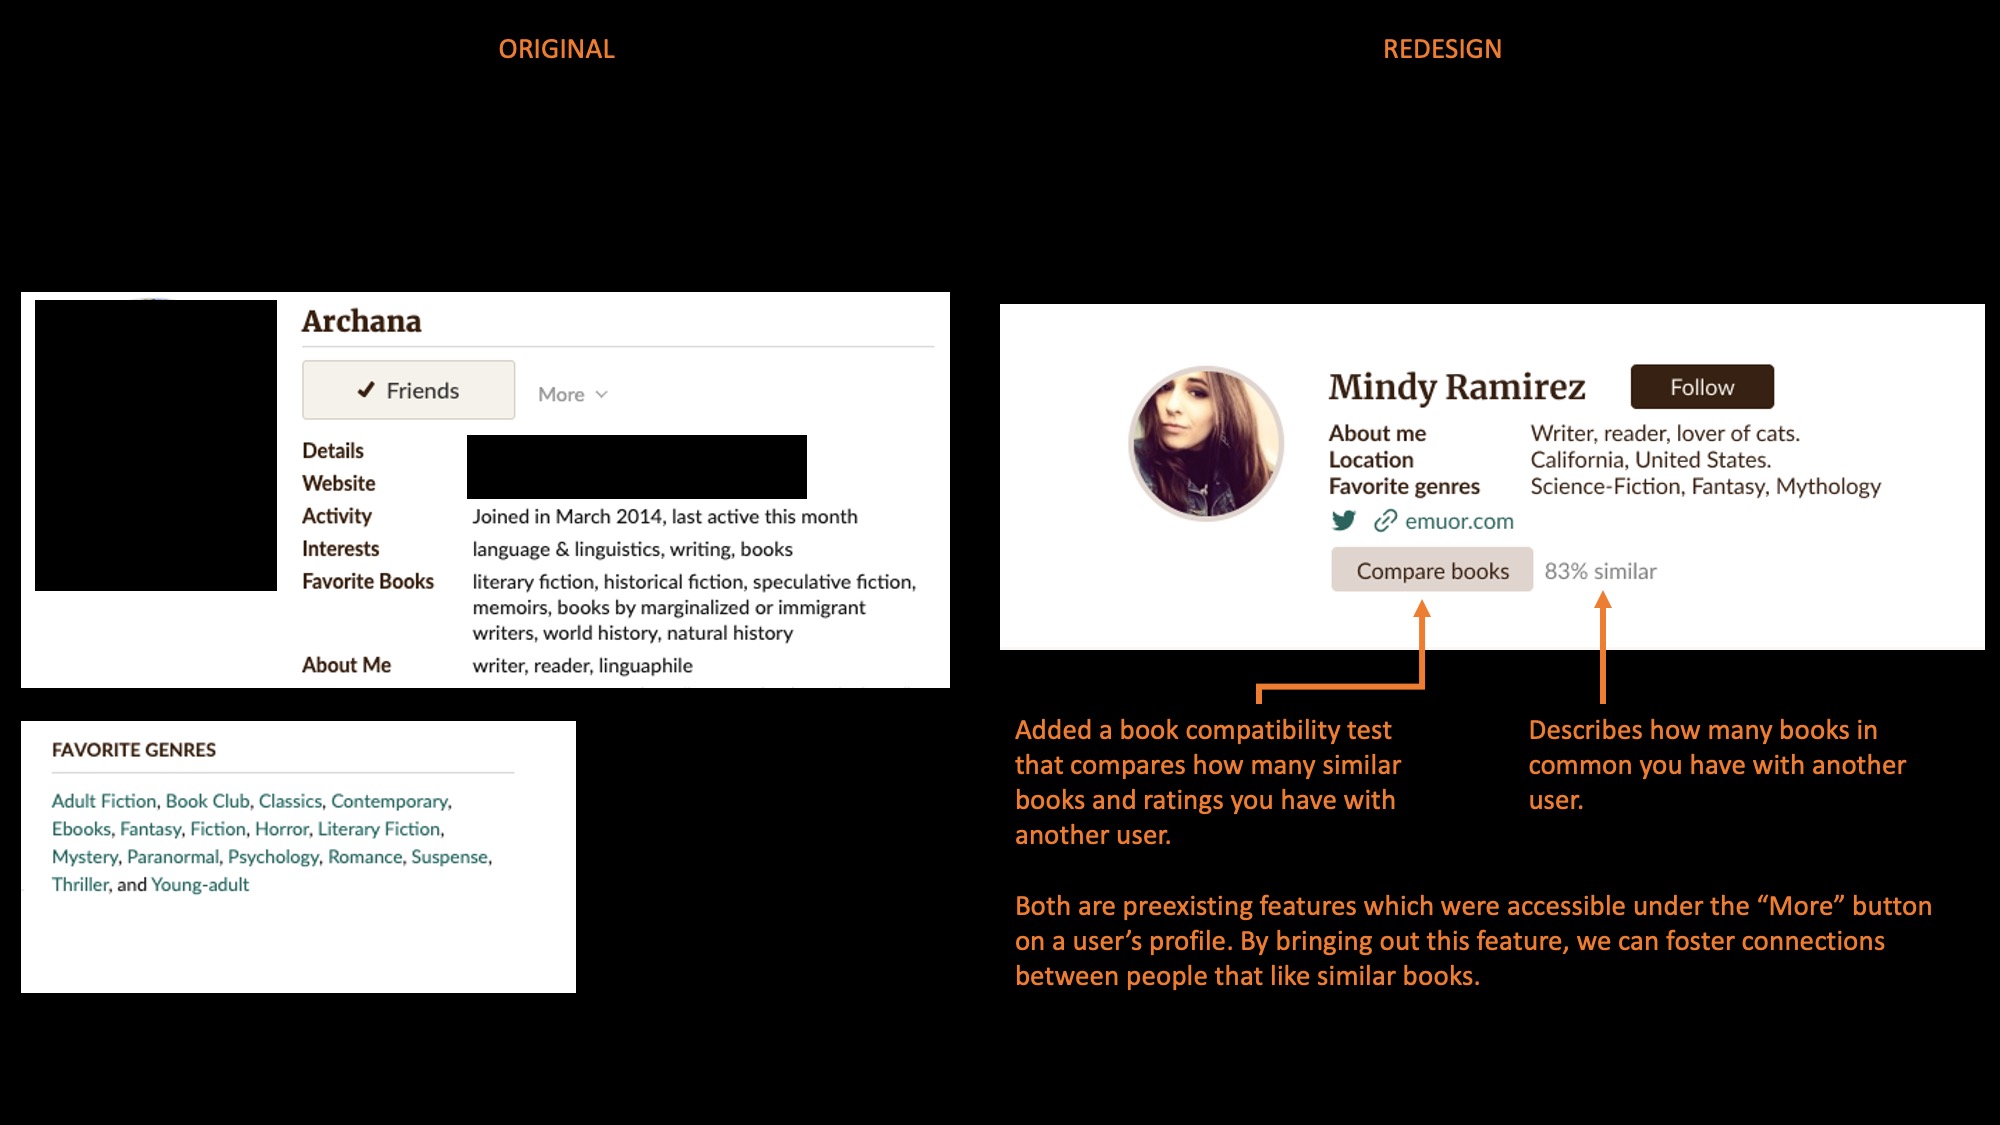 ORIGINAL
REDESIGN
Archana
✔ Friends
More
Details
Website
Activity Joined in March 2014, last active this month
Interests language & linguistics, writing, books
Favorite Books literary fiction, historical fiction, speculative fiction,
memoirs, books by marginalized or immigrant
writers, world history, natural history
About Me writer, reader, linguaphile
FAVORITE GENRES
Adult Fiction, Book Club, Classics, Contemporary,
Ebooks, Fantasy, Fiction, Horror, Literary Fiction,
Mystery, Paranormal, Psychology, Romance, Suspense,
Thriller, and Young-adult
Mindy Ramirez
Follow
About me Writer, reader, lover of cats.
Location California, United States.
Favorite genres Science-Fiction, Fantasy, Mythology
emuor.com
Compare books 83% similar
Added a book compatibility test
that compares how many similar
books and ratings you have with
another user.
Describes how many books in
common you have with another
user.
Both are preexisting features which were accessible under the “More” button
on a user’s profile. By bringing out this feature, we can foster connections
between people that like similar books.